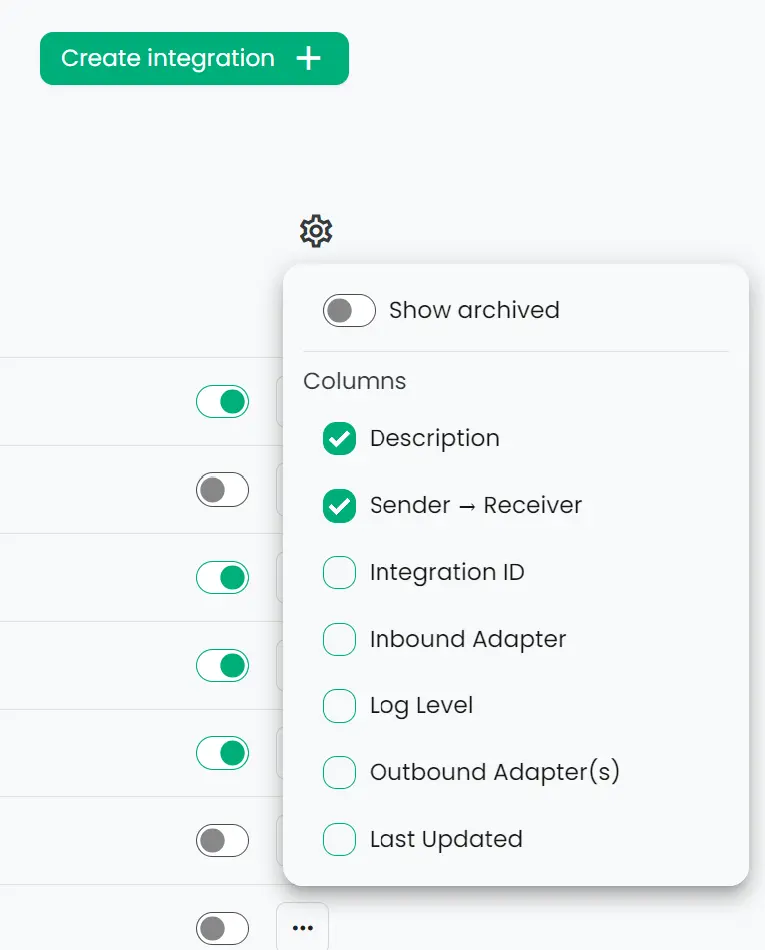 Create integration
Show archived
Columns
Description
Sender → Receiver
Integration ID
Inbound Adapter
Log Level
Outbound Adapter(s)
Last Updated